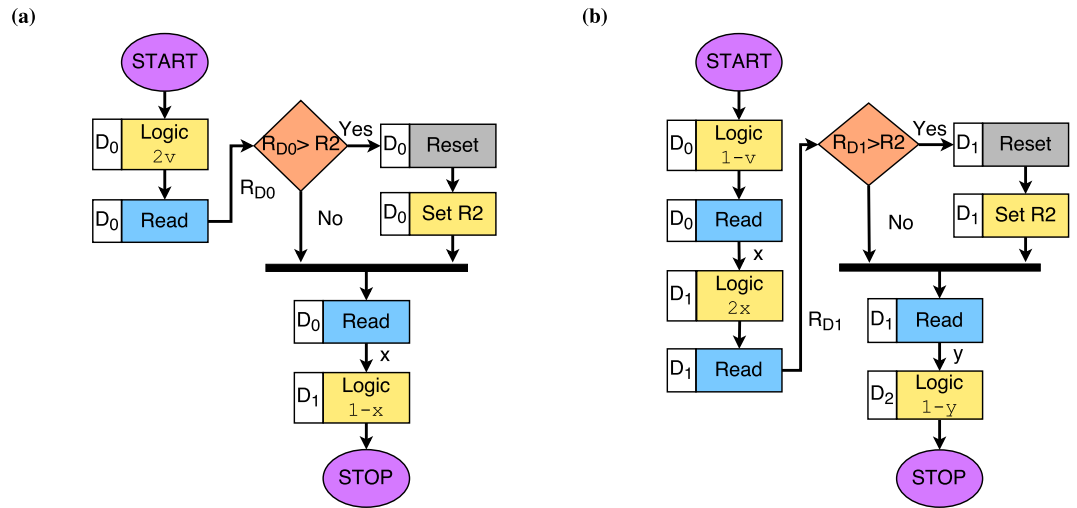 (a)
START
D0
Logic
2v
D0
Read
RD0
RD0> R2
Yes
No
D0
Reset
D0
Set R2
D0
Read
x
D1
Logic
1-x
STOP
(b)
START
D0
Logic
1-v
D0
Read
x
D1
Logic
2x
D1
Read
RD1
RD1>R2
Yes
No
D1
Reset
D1
Set R2
D1
Read
y
D2
Logic
1-y
STOP